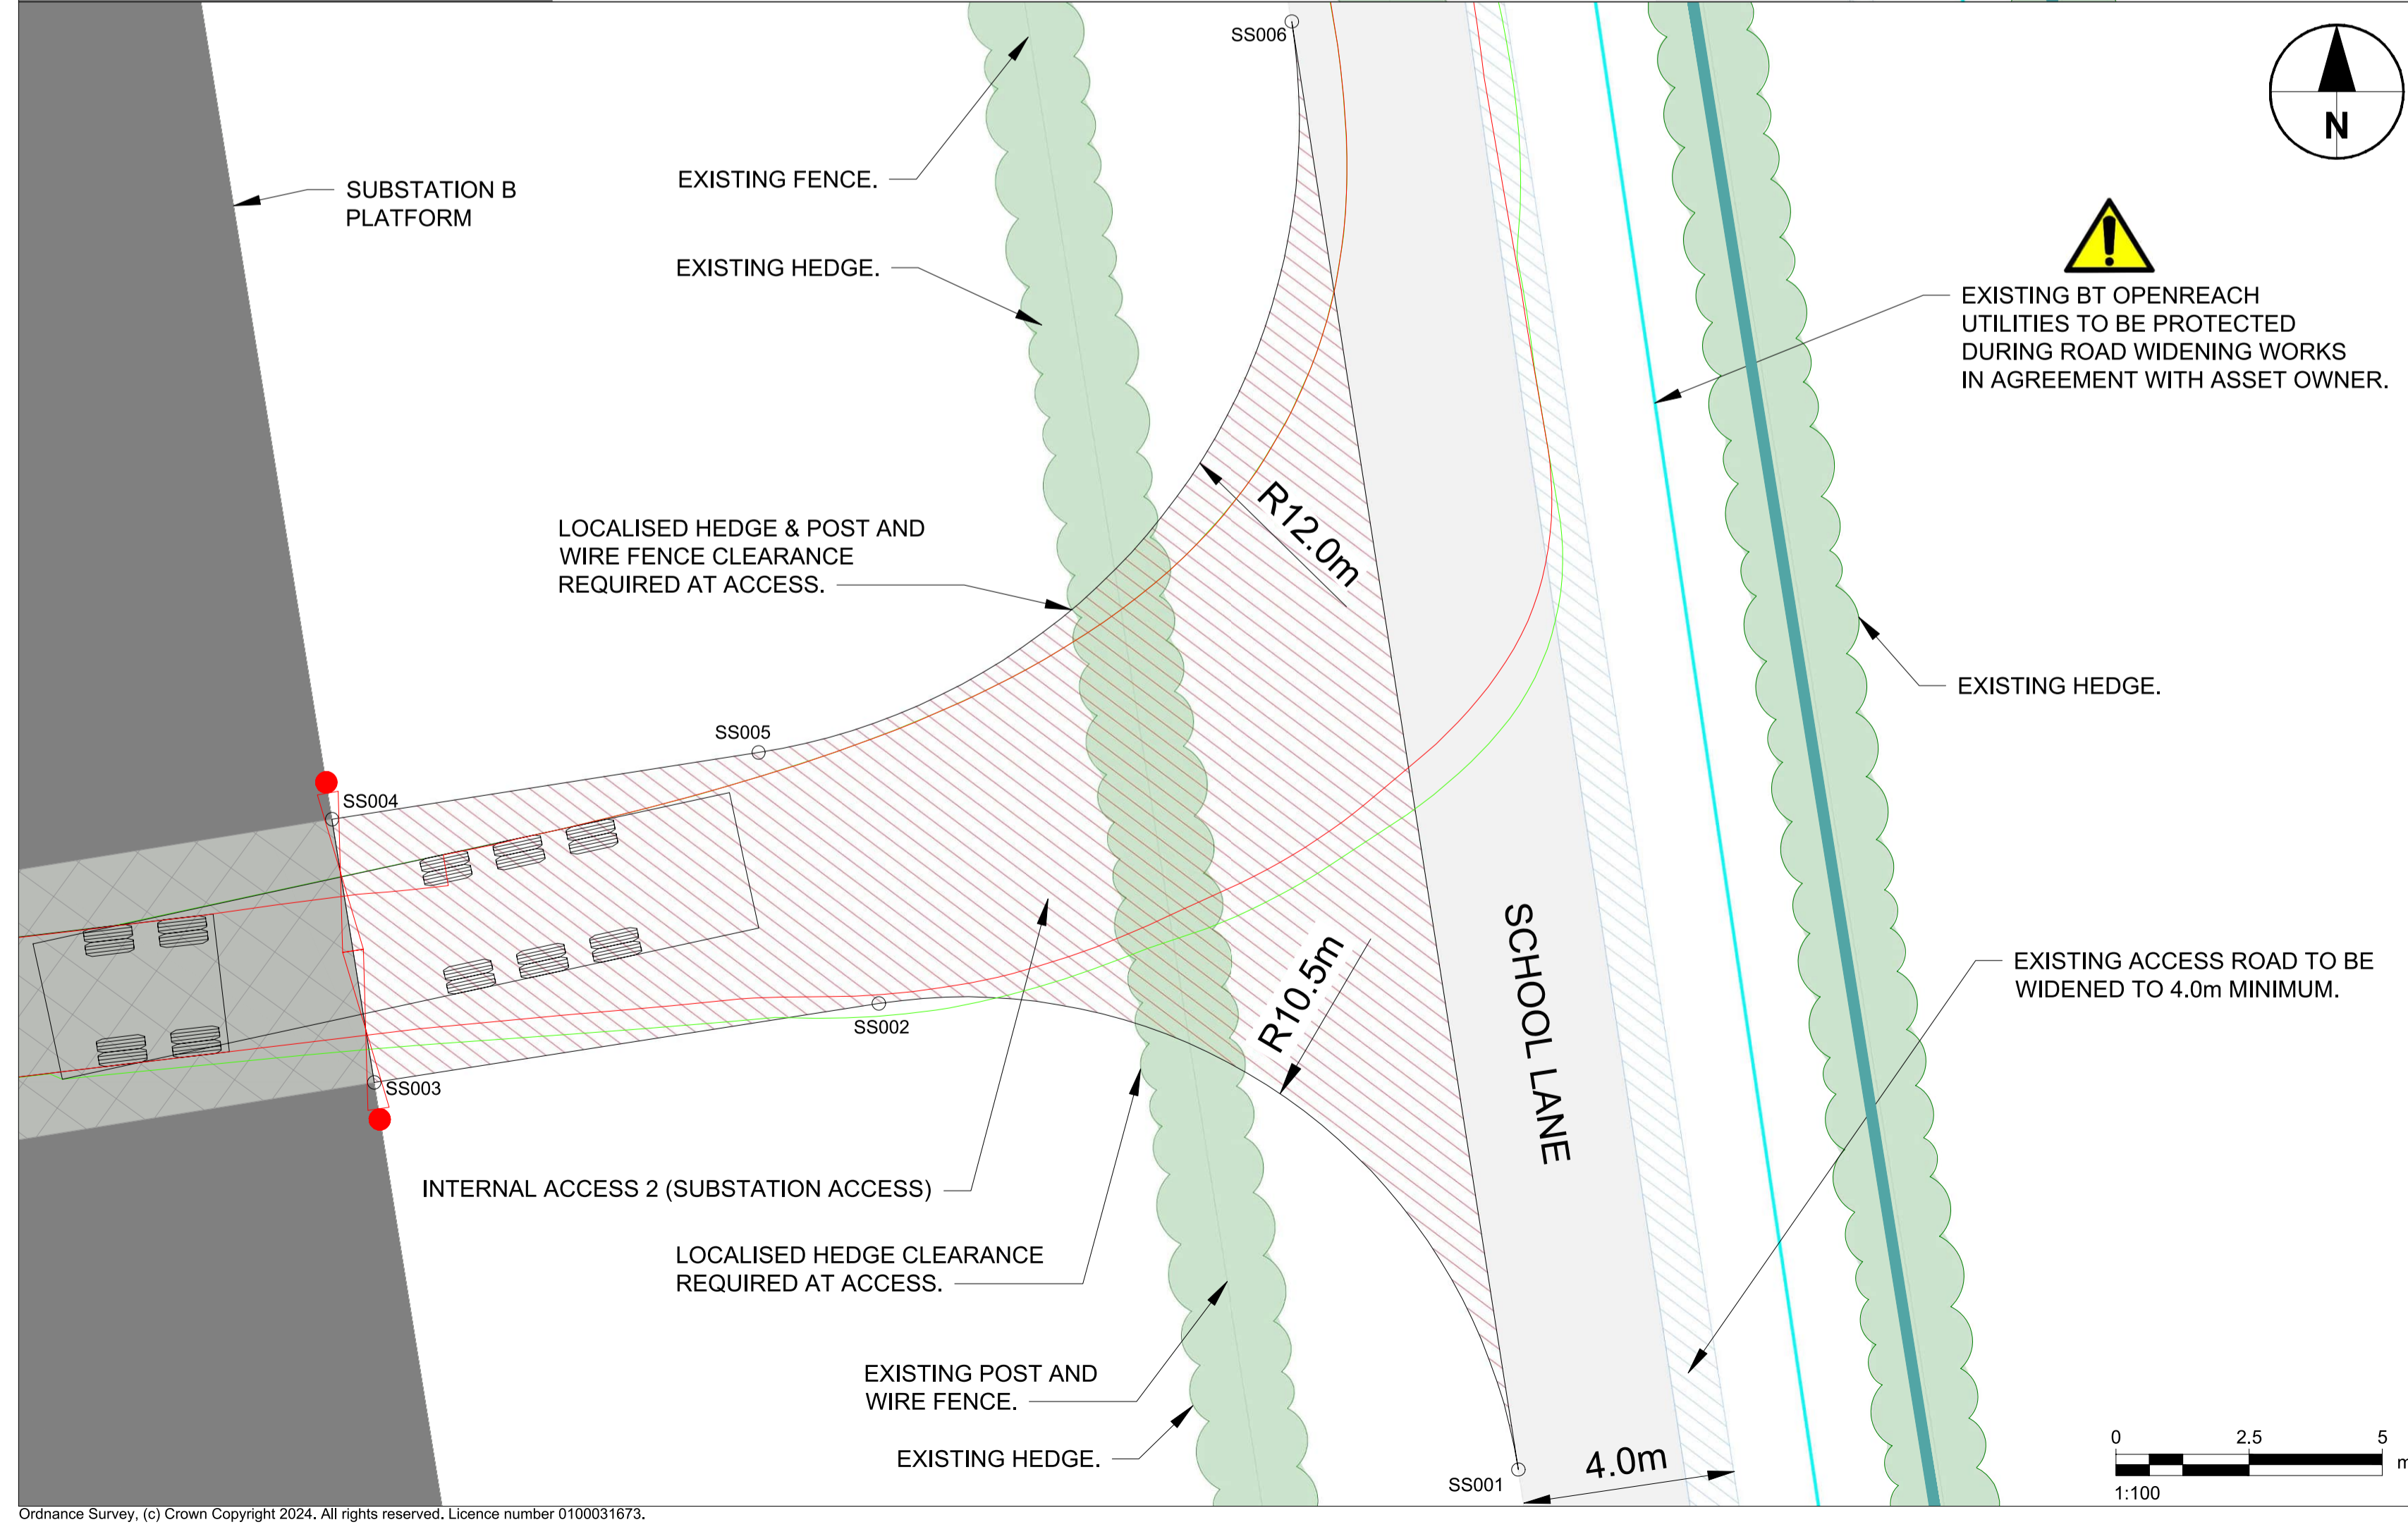 SS006
N
SUBSTATION B
PLATFORM
EXISTING FENCE.
EXISTING HEDGE.
EXISTING BT OPENREACH
UTILITIES TO BE PROTECTED
DURING ROAD WIDENING WORKS
IN AGREEMENT WITH ASSET OWNER.
LOCALISED HEDGE & POST AND
WIRE FENCE CLEARANCE
REQUIRED AT ACCESS.
R12.0m
EXISTING HEDGE.
SS005
SS004
SCHOOL LANE
R10.5m
EXISTING ACCESS ROAD TO BE
WIDENED TO 4.0m MINIMUM.
SS002
SS003
INTERNAL ACCESS 2 (SUBSTATION ACCESS)
LOCALISED HEDGE CLEARANCE
REQUIRED AT ACCESS.
EXISTING POST AND
WIRE FENCE.
EXISTING HEDGE.
SS001
4.0m
0 2.5 5
m
1:100
Ordnance Survey, (c) Crown Copyright 2024. All rights reserved. Licence number 0100031673.